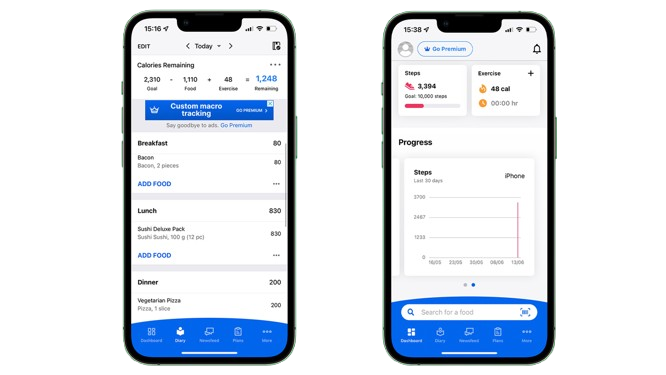 15:16
EDIT
Today
Calories Remaining
2,310 - 1,110 + 48 = 1,248
Goal Food Exercise Remaining
Custom macro
tracking
GO PREMIUM
Say goodbye to ads. Go Premium
Breakfast 80
Bacon
Bacon, 2 pieces 80
ADD FOOD
Lunch 830
Sushi Deluxe Pack
Sushi Sushi, 100 g (12 pc) 830
ADD FOOD
Dinner 200
Vegetarian Pizza
Pizza, 1 slice 200
Dashboard Diary Newsfeed Plans More
15:38
Go Premium
Steps
3,394
Goal: 10,000 steps
Exercise +
48 cal
00:00 hr
Progress
Steps
Last 30 days
iPhone
3700
2467
1233
0
16/05 23/05 30/05 06/06 13/06
Search for a food
Dashboard Diary Newsfeed Plans More